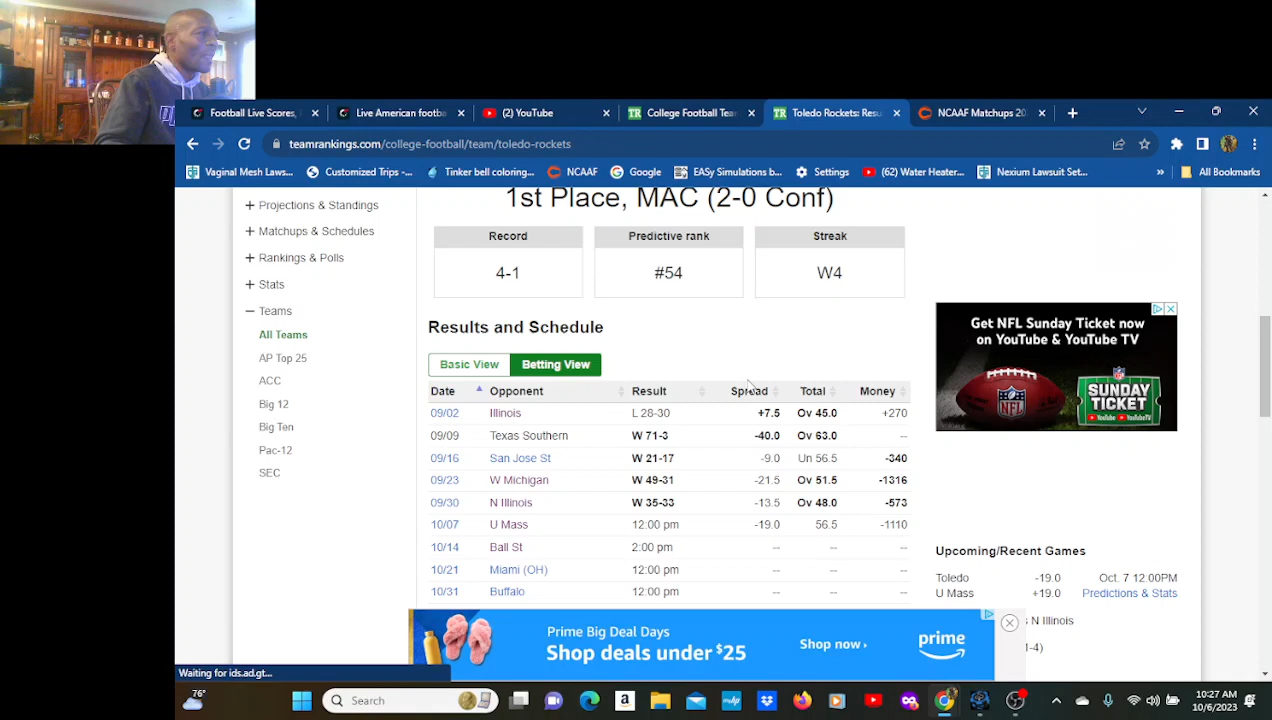 Football Live Scores,
Live American footba
(2) YouTube
College Football Tea
Toledo Rockets: Resu
NCAAF Matchups 20
teamrankings.com/college-football/team/toledo-rockets
Vaginal Mesh Laws...
Customized Trips -...
Tinker bell coloring...
NCAAF
Google
EASy Simulations b...
Settings
(62) Water Heater...
Nexium Lawsuit Set...
»
All Bookmarks
+ Projections & Standings
+ Matchups & Schedules
+ Rankings & Polls
+ Stats
− Teams
All Teams
AP Top 25
ACC
Big 12
Big Ten
Pac-12
SEC
1st Place, MAC (2-0 Conf)
Record Predictive rank Streak
4-1 #54 W4
Results and Schedule
Basic View Betting View
Date Opponent Result Spread Total Money
09/02 Illinois L 28-30 +7.5 Ov 45.0 +270
09/09 Texas Southern W 71-3 -40.0 Ov 63.0 --
09/16 San Jose St W 21-17 -9.0 Un 56.5 -340
09/23 W Michigan W 49-31 -21.5 Ov 51.5 -1316
09/30 N Illinois W 35-33 -13.5 Ov 48.0 -573
10/07 U Mass 12:00 pm -19.0 56.5 -1110
10/14 Ball St 2:00 pm -- -- --
10/21 Miami (OH) 12:00 pm -- -- --
10/31 Buffalo 12:00 pm -- -- --
Get NFL Sunday Ticket now
on YouTube & YouTube TV
SUNDAY
TICKET
Upcoming/Recent Games
Toledo -19.0 Oct. 7 12:00PM
U Mass +19.0 Predictions & Stats
s N Illinois
1-4)
Prime Big Deal Days
Shop deals under $25
Shop now ›
prime
Waiting for ids.ad.gt...
76°
Search
10:27 AM
10/6/2023